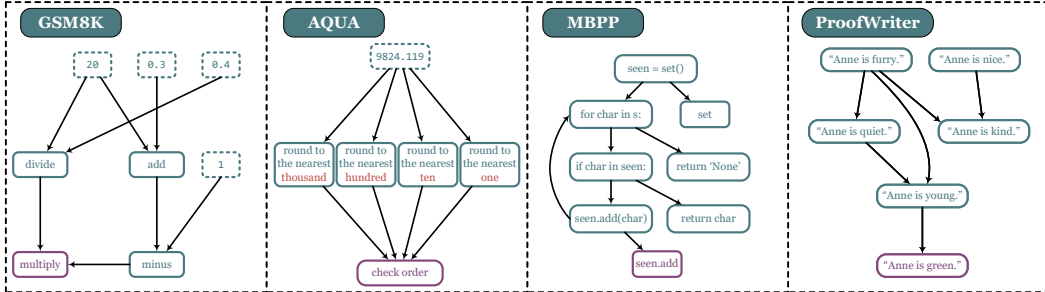 GSM8K
20
0.3
0.4
divide
add
1
multiply
minus
AQUA
9824.119
round to
the nearest
thousand
round to
the nearest
hundred
round to
the nearest
ten
round to
the nearest
one
check order
MBPP
seen = set()
for char in s:
set
if char in seen:
return ‘None’
seen.add(char)
return char
seen.add
ProofWriter
“Anne is furry.”
“Anne is nice.”
“Anne is quiet.”
“Anne is kind.”
“Anne is young.”
“Anne is green.”